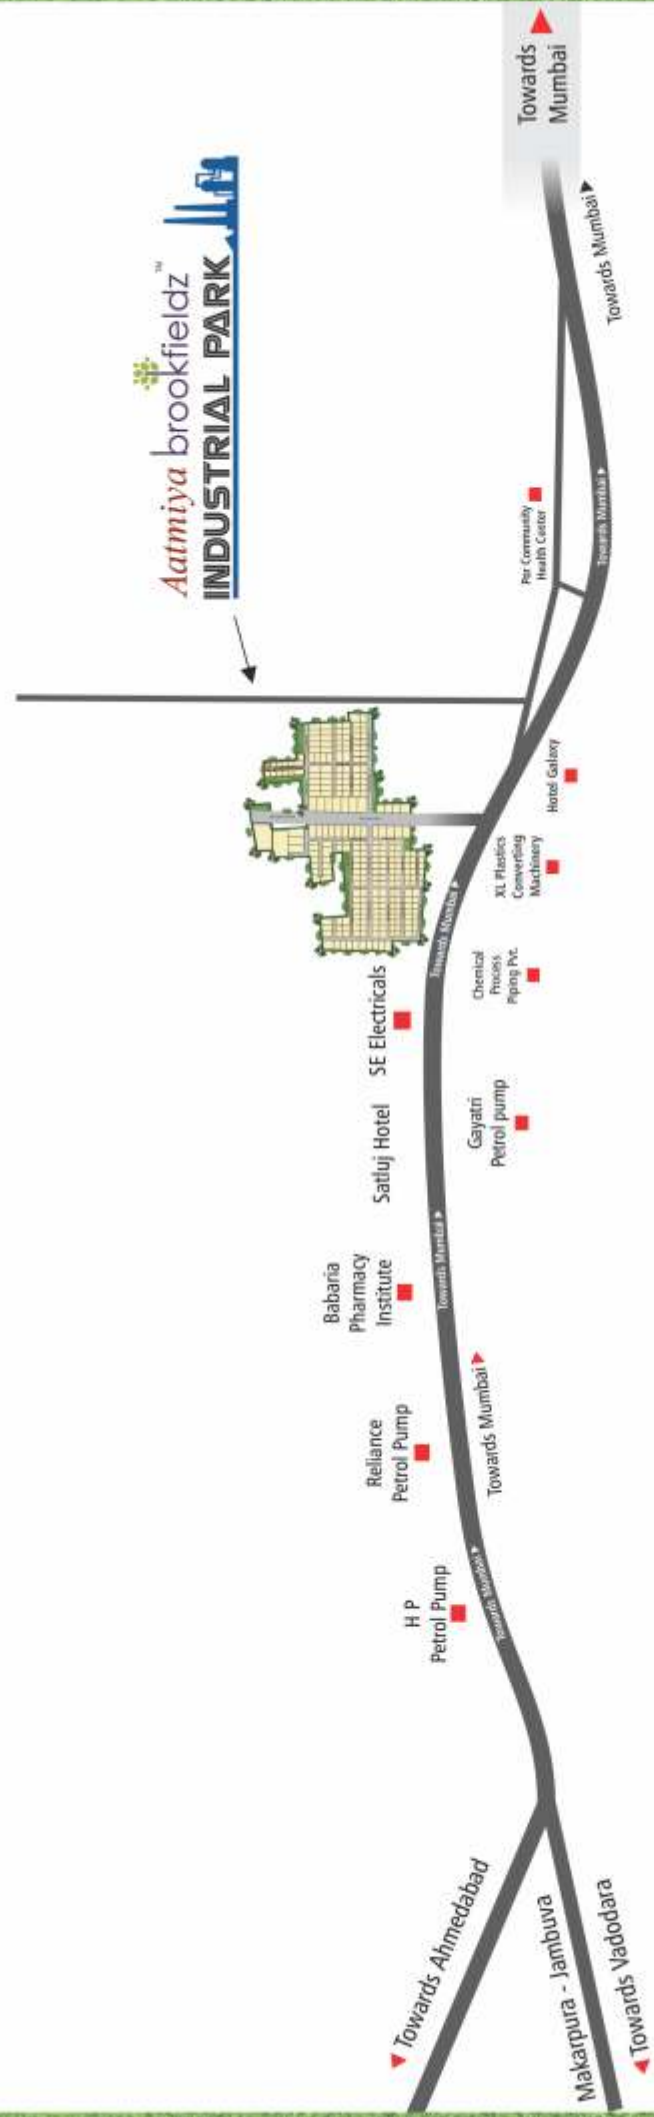 Towards Ahmedabad
Makarpura - Jambuva
Towards Vadodara
H P
Petrol Pump
Towards Mumbai
Reliance
Petrol Pump
Towards Mumbai
Babaria
Pharmacy
Institute
Towards Mumbai
Satluj Hotel
Gayatri
Petrol pump
SE Electricals
Chemical
Process
Piping Pvt.
Towards Mumbai
XL Plastics
Converting
Machinery
Hotel Galaxy
Aatmiya brookfieldz™
INDUSTRIAL PARK
Por Community
Health Center
Towards Mumbai
Towards Mumbai
Towards
Mumbai